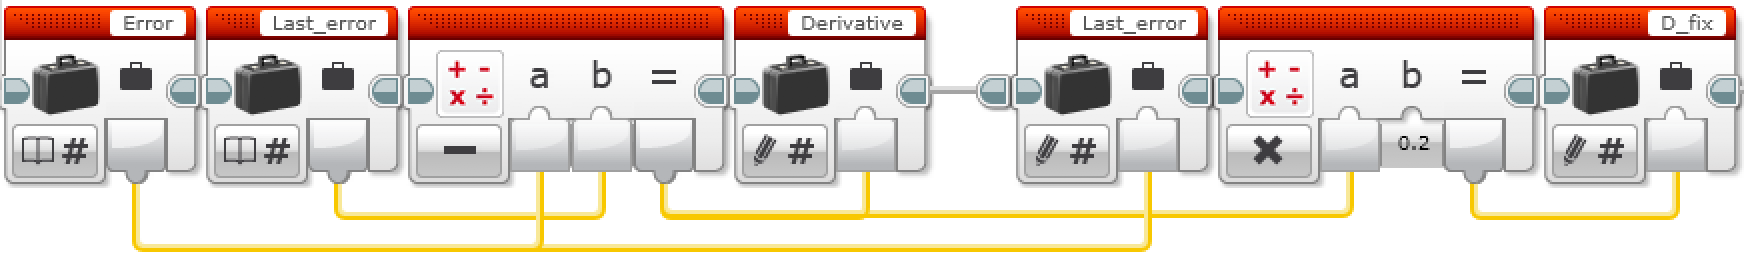 Error
Last_error
Derivative
Last_error
D_fix
+ - x ÷ a b =
+ - x ÷ a b =
#
#
−
#
#
×
0.2
#